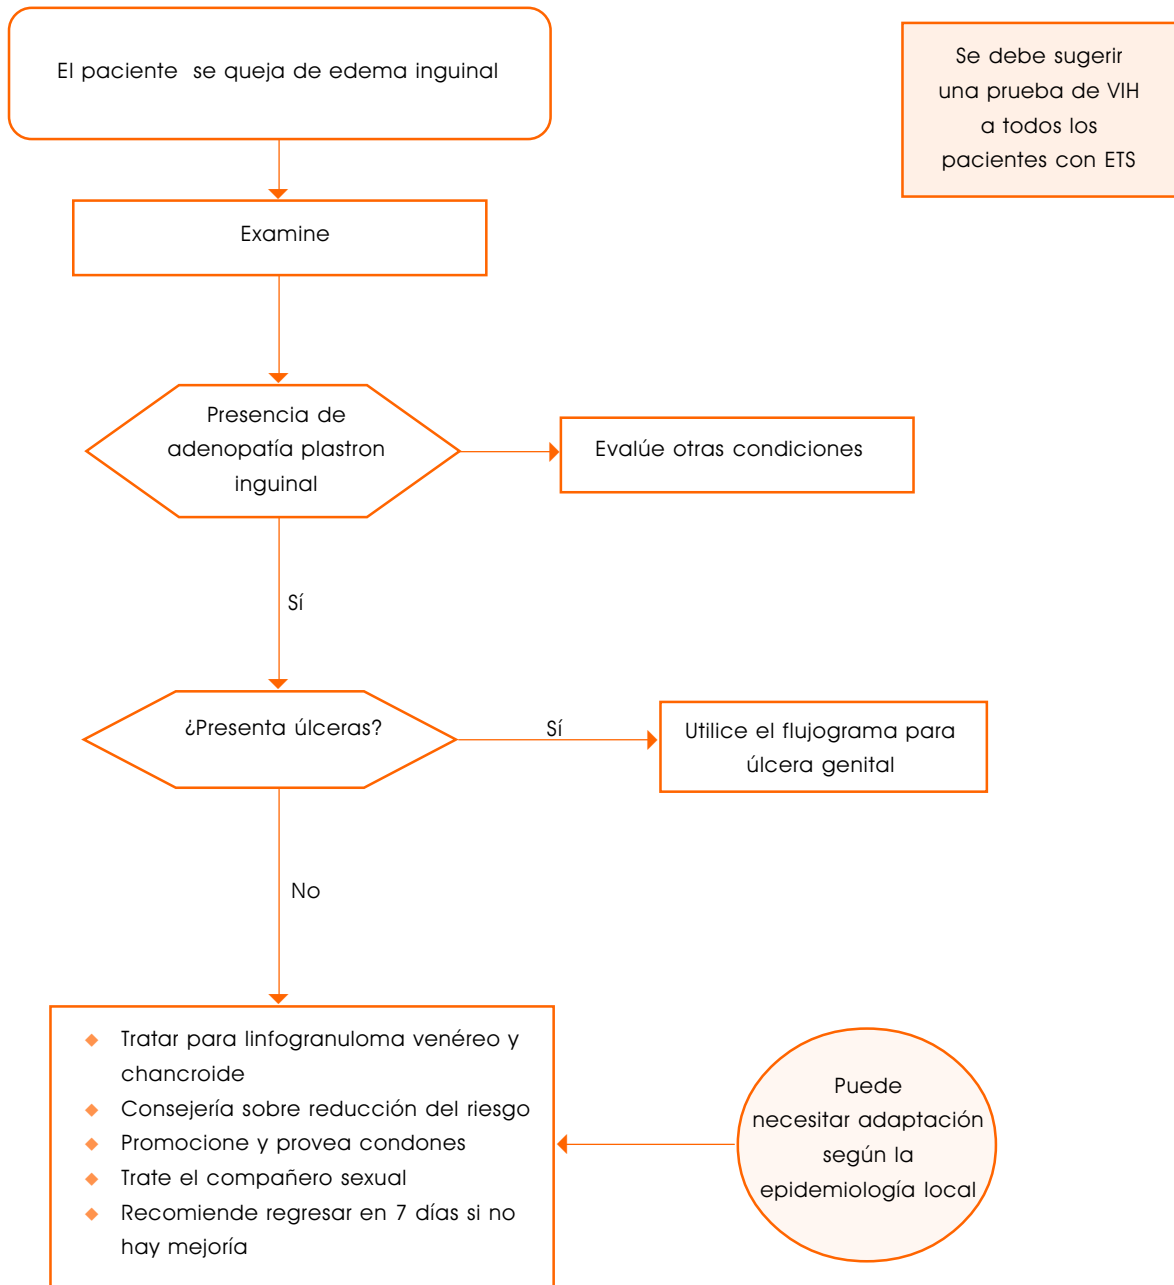 El paciente se queja de edema inguinal
Se debe sugerir
una prueba de VIH
a todos los
pacientes con ETS
Examine
Presencia de
adenopatía plastron
inguinal
Evalúe otras condiciones
Sí
¿Presenta úlceras?
Sí
Utilice el flujograma para
úlcera genital
No
Tratar para linfogranuloma venéreo y
chancroide
Consejería sobre reducción del riesgo
Promocione y provea condones
Trate el compañero sexual
Recomiende regresar en 7 días si no
hay mejoría
Puede
necesitar adaptación
según la
epidemiología local